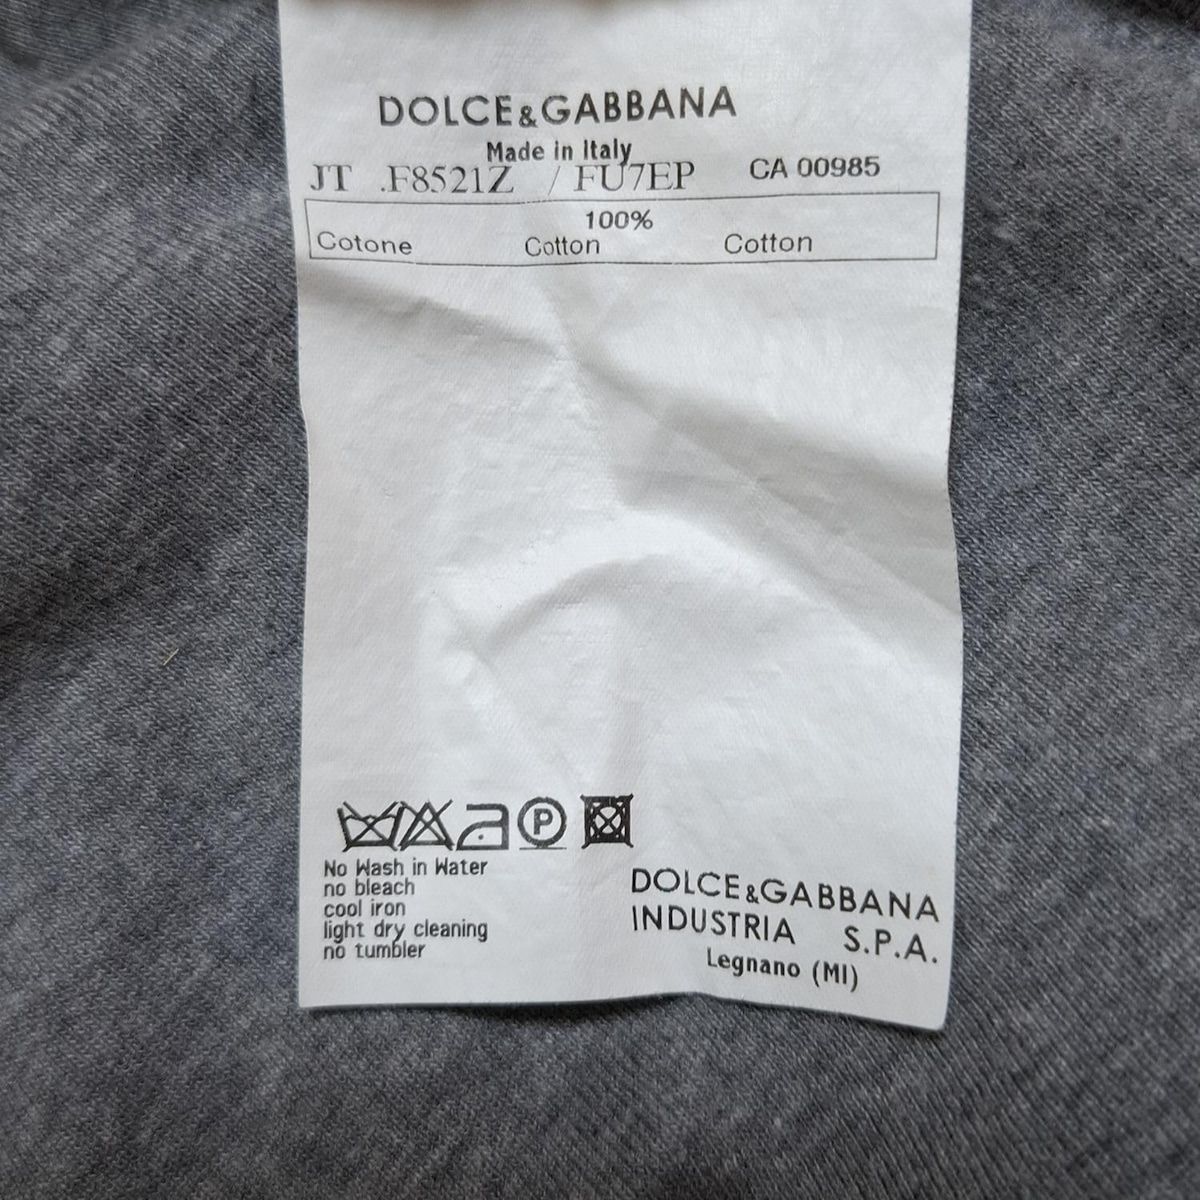 DOLCE&GABBANA
Made in Italy
JT .F8521Z / FU7EP CA 00985
100%
Cotone Cotton Cotton
P
No Wash in Water
no bleach
cool iron
light dry cleaning
no tumbler
DOLCE&GABBANA
INDUSTRIA S.P.A.
Legnano (MI)